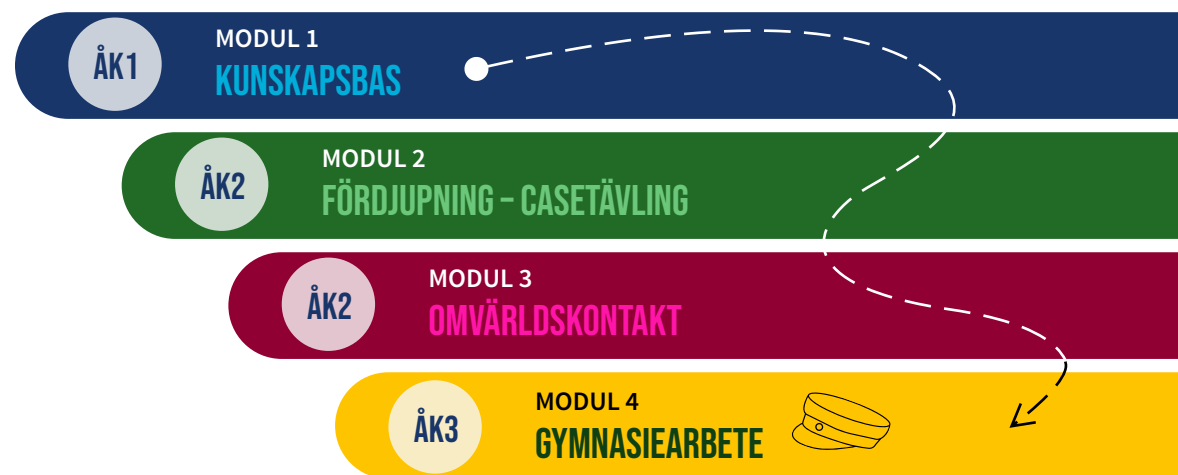 ÅK1
MODUL 1
KUNSKAPSBAS
ÅK2
MODUL 2
FÖRDJUPNING – CASETÄVLING
ÅK2
MODUL 3
OMVÄRLDSKONTAKT
ÅK3
MODUL 4
GYMNASIEARBETE